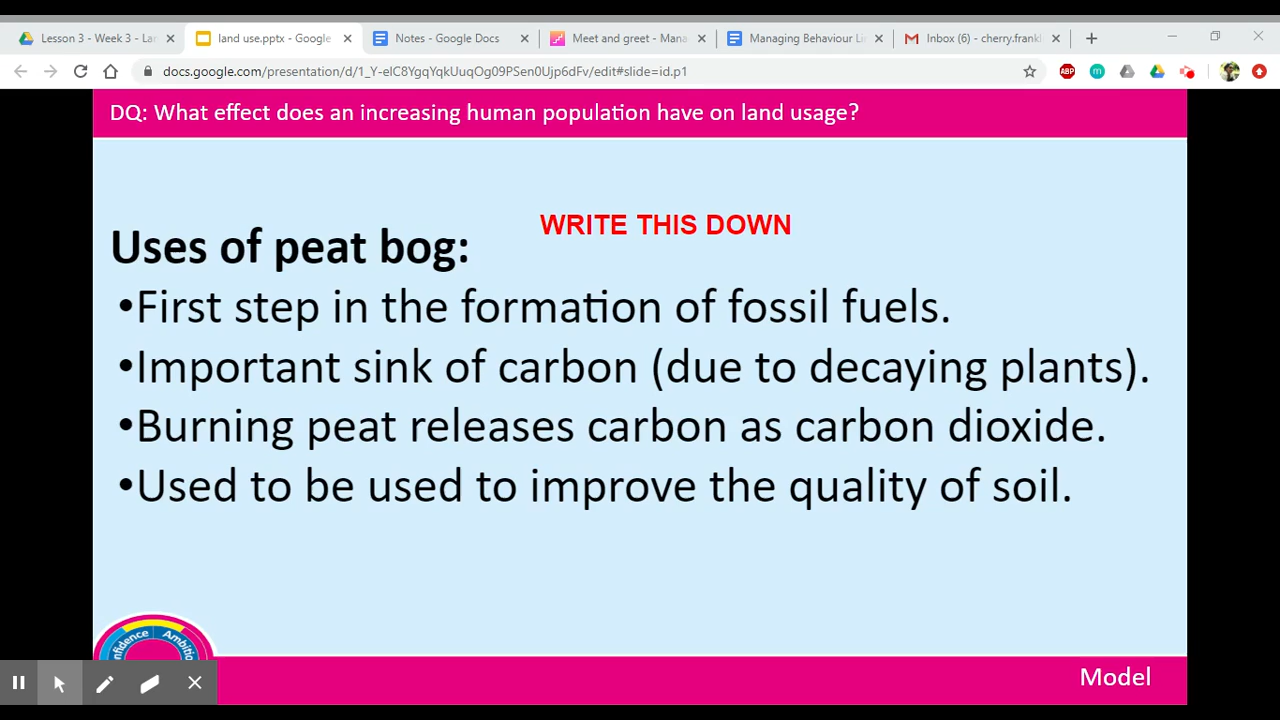 Lesson 3 - Week 3 - La
land use.pptx - Google
Notes - Google Docs
Meet and greet - Mana
Managing Behaviour Li
Inbox (6) - cherry.frankl
docs.google.com/presentation/d/1_Y-
edit#slide=id.p1
ABP
m
DQ: What effect does an increasing human population have on land usage?
WRITE THIS DOWN
Uses of peat bog:
•First step in the formation of fossil fuels.
•Important sink of carbon (due to decaying plants).
•Burning peat releases carbon as carbon dioxide.
•Used to be used to improve the quality of soil.
nfidence
Ambitio
Model